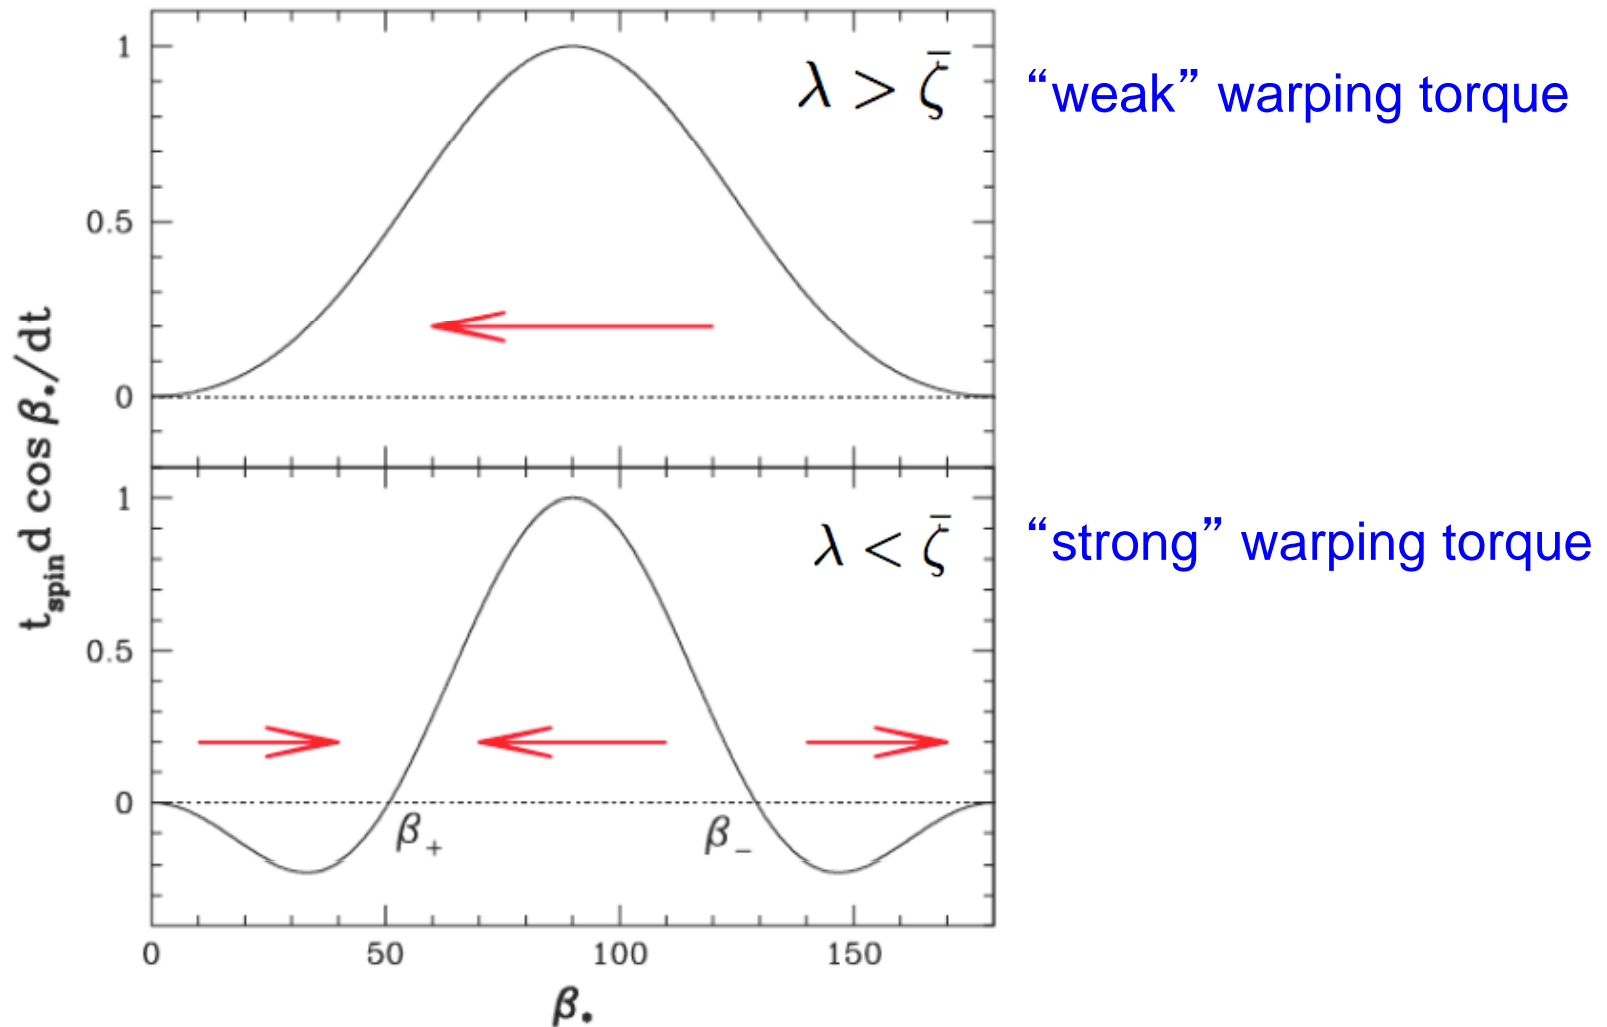 1
0.5
0
λ > ζ̄
“weak” warping torque
t_spin d cos β⋆/dt
1
0.5
0
λ < ζ̄
“strong” warping torque
β₊
β₋
0
50
100
150
β⋆